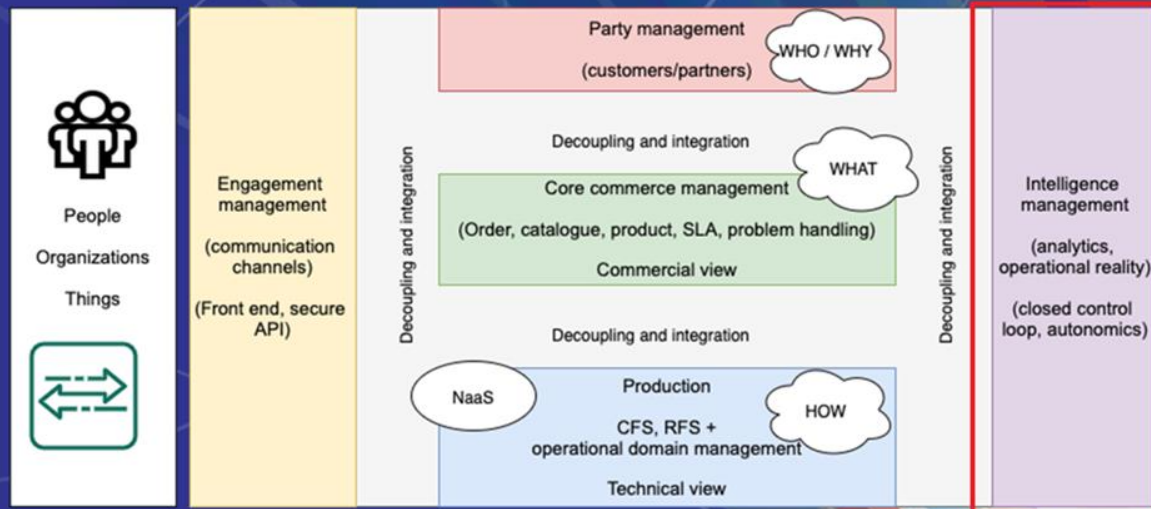 People
Organizations
Things
Engagement
management
(communication
channels)
(Front end, secure
API)
Decoupling and integration
Party management
(customers/partners)
WHO / WHY
Decoupling and integration
Core commerce management
WHAT
(Order, catalogue, product, SLA, problem handling)
Commercial view
Decoupling and integration
NaaS
Production
HOW
CFS, RFS +
operational domain management
Technical view
Decoupling and integration
Intelligence
management
(analytics,
operational reality)
(closed control
loop, autonomics)